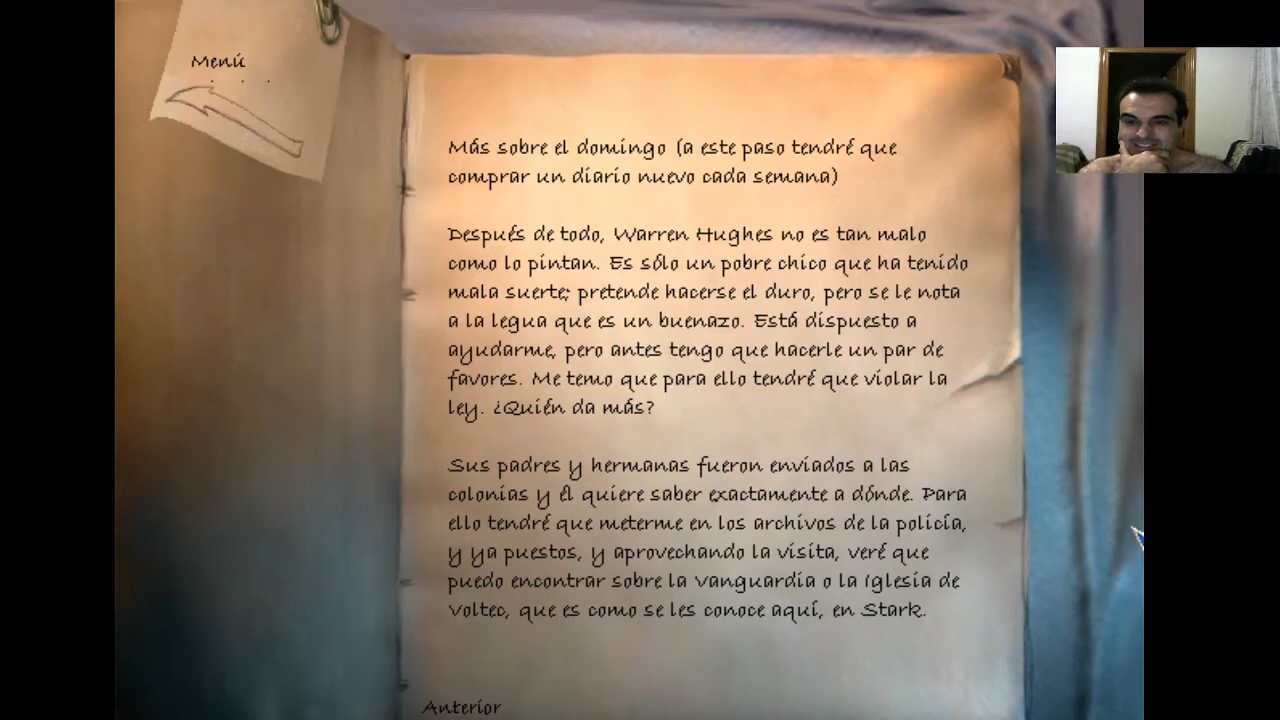 Menú
Más sobre el domingo (a este paso tendré que
comprar un diario nuevo cada semana)
Después de todo, Warren Hughes no es tan malo
como lo pintan. Es sólo un pobre chico que ha tenido
mala suerte; pretende hacerse el duro, pero se le nota
a la legua que es un buenazo. Está dispuesto a
ayudarme, pero antes tengo que hacerle un par de
favores. Me temo que para ello tendré que violar la
ley. ¿Quién da más?
Sus padres y hermanas fueron enviados a las
colonias y él quiere saber exactamente a dónde. Para
ello tendré que meterme en los archivos de la policía,
y ya puestos, y aprovechando la visita, veré que
puedo encontrar sobre la Vanguardia o la Iglesia de
Voltec, que es como se les conoce aquí, en Stark.
Anterior